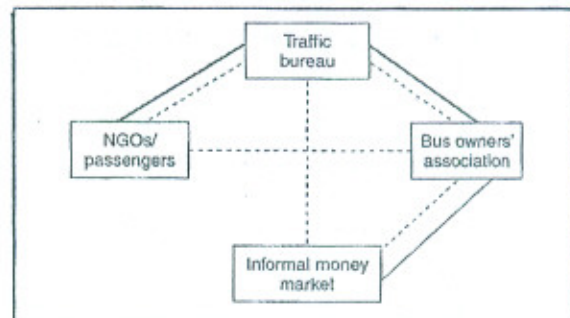 Traffic
bureau
NGOs/
passengers
Bus owners'
association
Informal money
market